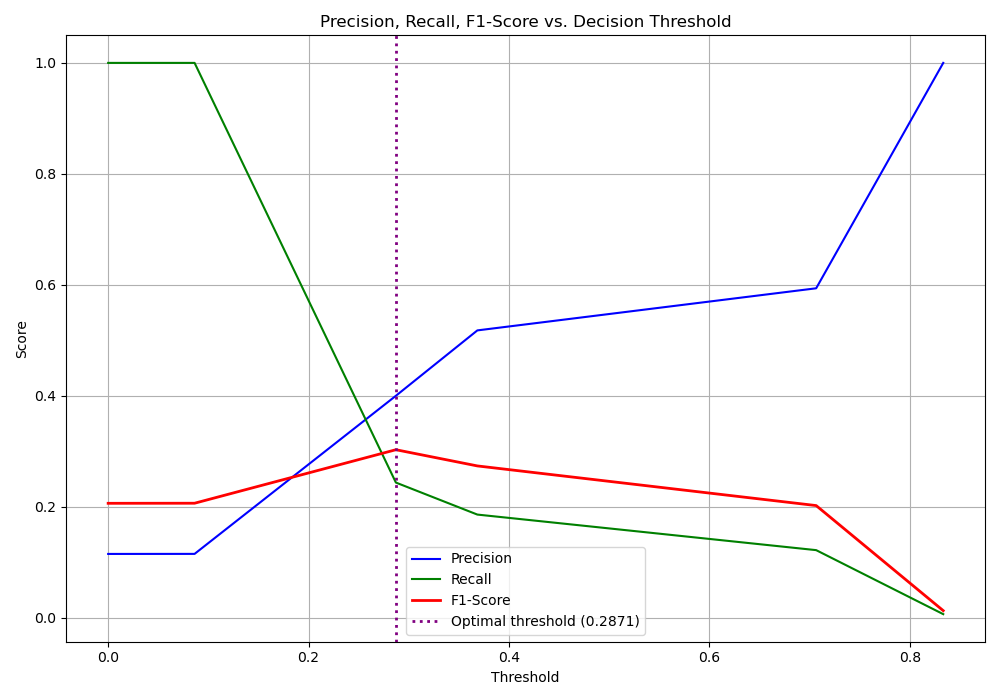 Precision, Recall, F1-Score vs. Decision Threshold
Score
1.0
0.8
0.6
0.4
0.2
0.0
Precision
Recall
F1-Score
Optimal threshold (0.2871)
0.0 0.2 0.4 0.6 0.8
Threshold